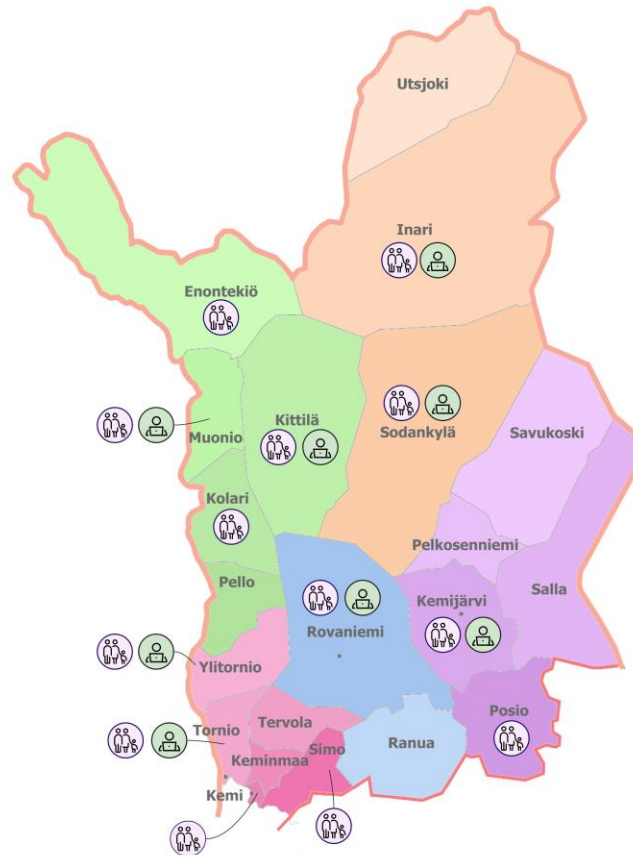 Utsjoki
Inari
Enontekiö
Muonio
Kittilä
Sodankylä
Savukoski
Kolari
Pelkosenniemi
Pello
Kemijärvi
Salla
Rovaniemi
Ylitornio
Posio
Tornio
Tervola
Simo
Ranua
Keminmaa
Kemi